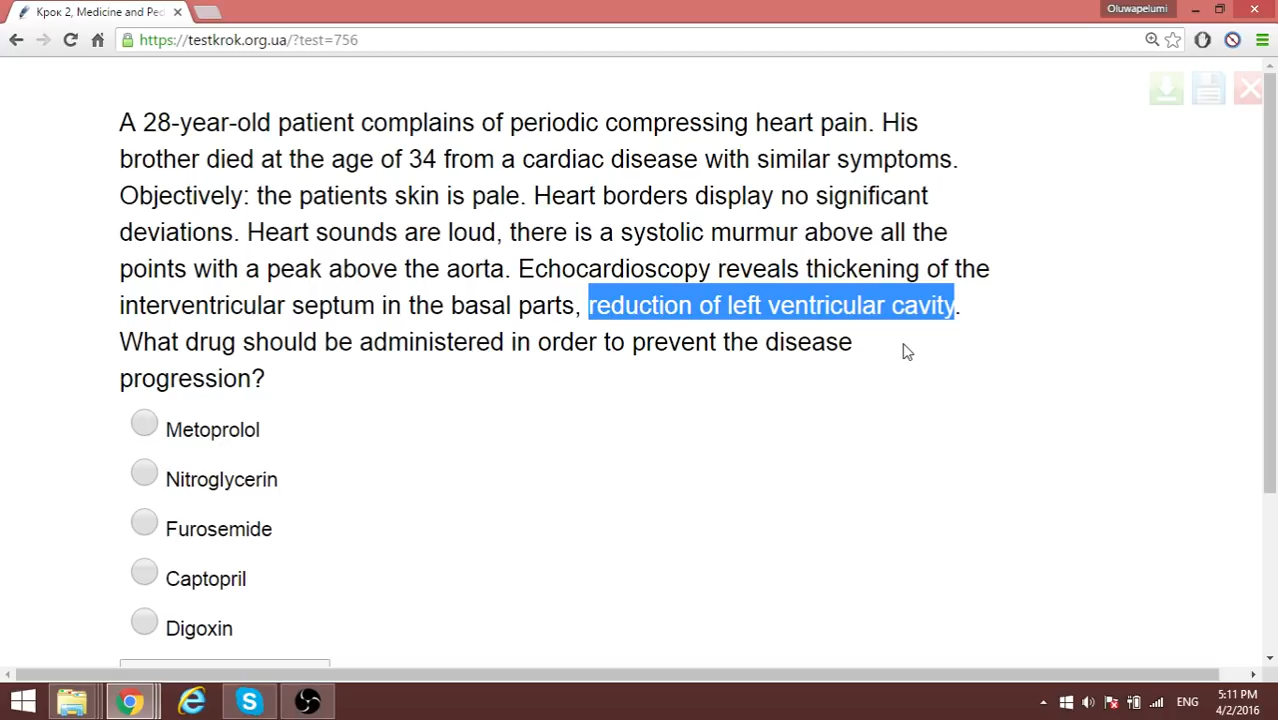 Крок 2, Medicine and Ped
Oluwapelumi
https://testkrok.org.ua/?test=756
A 28-year-old patient complains of periodic compressing heart pain. His
brother died at the age of 34 from a cardiac disease with similar symptoms.
Objectively: the patients skin is pale. Heart borders display no significant
deviations. Heart sounds are loud, there is a systolic murmur above all the
points with a peak above the aorta. Echocardioscopy reveals thickening of the
interventricular septum in the basal parts, reduction of left ventricular cavity.
What drug should be administered in order to prevent the disease
progression?
Metoprolol
Nitroglycerin
Furosemide
Captopril
Digoxin
ENG
5:11 PM
4/2/2016